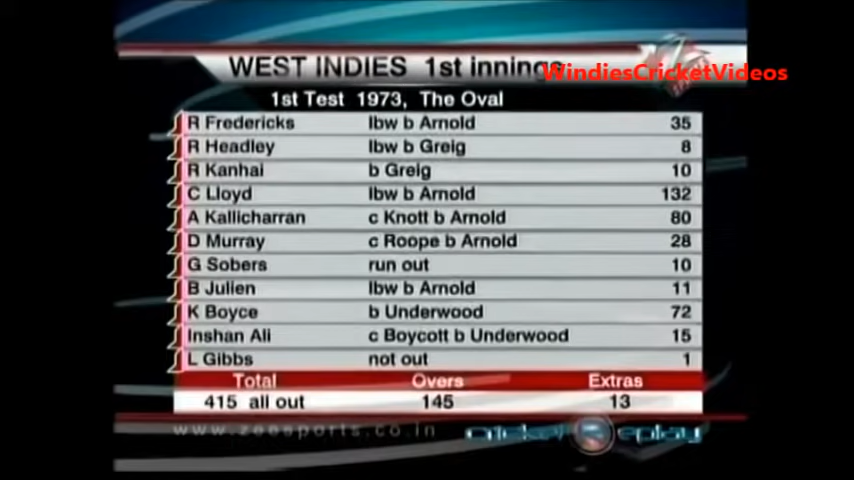 WEST INDIES 1st innings
WindiesCricketVideos
1st Test 1973, The Oval
R Fredericks lbw b Arnold 35
R Headley lbw b Greig 8
R Kanhai b Greig 10
C Lloyd lbw b Arnold 132
A Kallicharran c Knott b Arnold 80
D Murray c Roope b Arnold 28
G Sobers run out 10
B Julien lbw b Arnold 11
K Boyce b Underwood 72
Inshan Ali c Boycott b Underwood 15
L Gibbs not out 1
Total Overs Extras
415 all out 145 13
www.zeesports.co.in cricket Replay